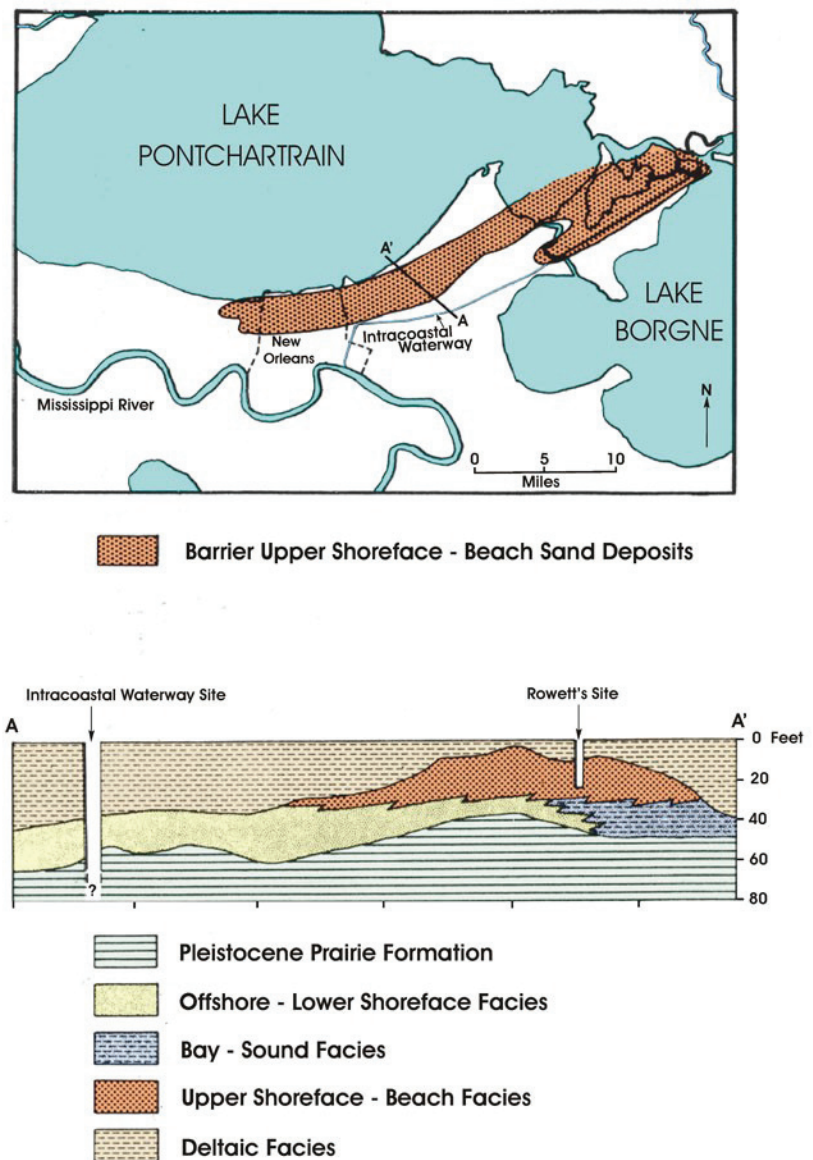 LAKE
PONTCHARTRAIN
A'
A
LAKE
BORGNE
New
Orleans
Intracoastal
Waterway
Mississippi River
N
0 5 10
Miles
Barrier Upper Shoreface - Beach Sand Deposits
Intracoastal Waterway Site
Rowett's Site
A
A'
0 Feet
20
40
60
80
?
Pleistocene Prairie Formation
Offshore - Lower Shoreface Facies
Bay - Sound Facies
Upper Shoreface - Beach Facies
Deltaic Facies